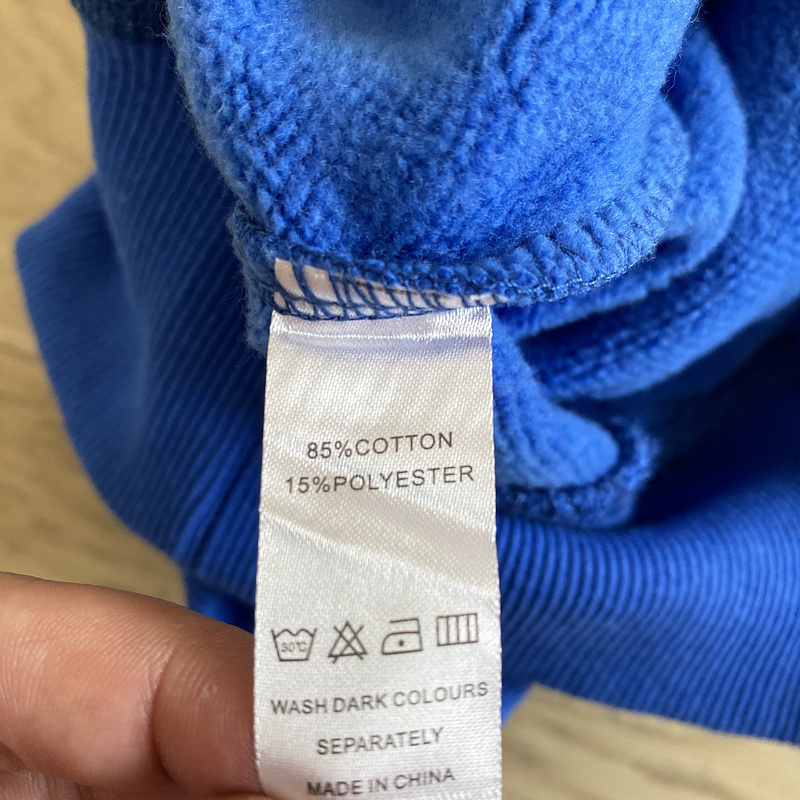 85%COTTON
15%POLYESTER
30℃
WASH DARK COLOURS
SEPARATELY
MADE IN CHINA